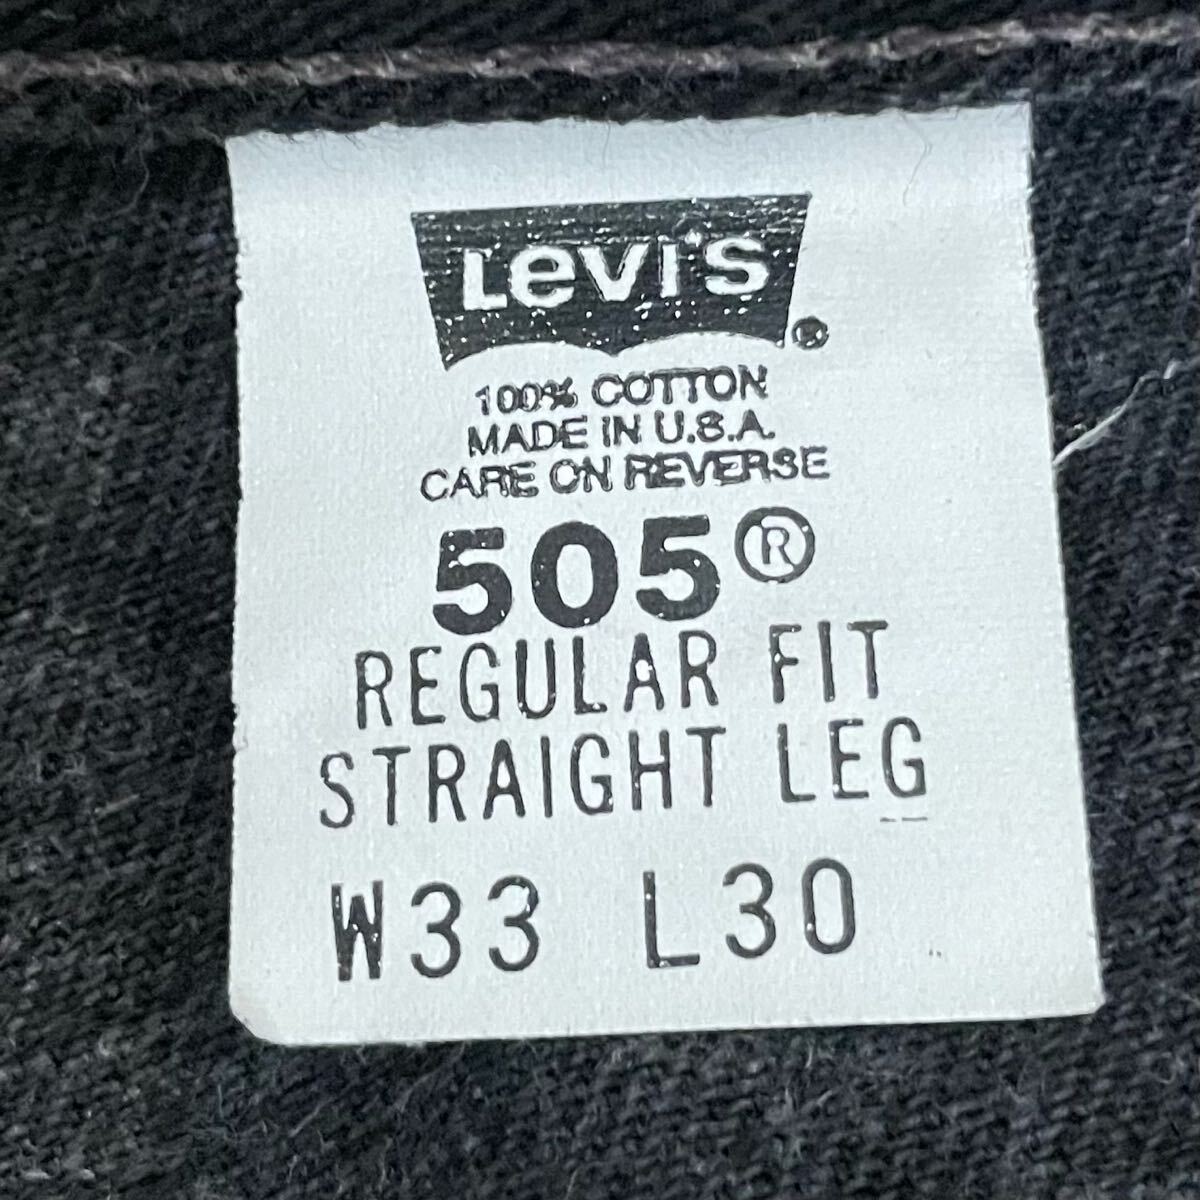 Levi's®
100% COTTON
MADE IN U.S.A.
CARE ON REVERSE
505®
REGULAR FIT
STRAIGHT LEG
W33 L30